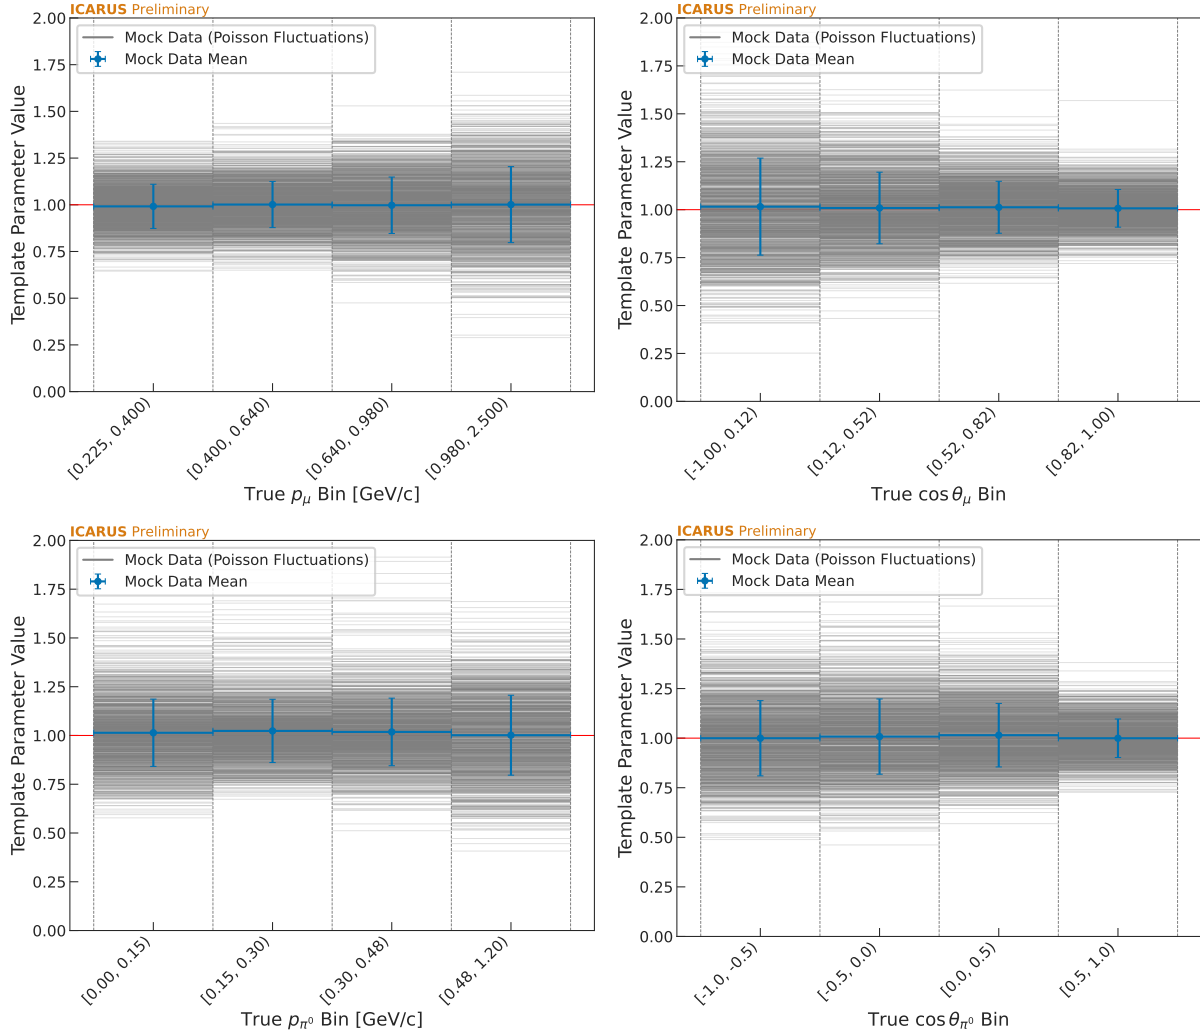 ICARUS Preliminary
Mock Data (Poisson Fluctuations)
Mock Data Mean
Template Parameter Value
2.00
1.75
1.50
1.25
1.00
0.75
0.50
0.25
0.00
[0.225, 0.400)
[0.400, 0.640)
[0.640, 0.980)
[0.980, 2.500)
True pμ Bin [GeV/c]
ICARUS Preliminary
Mock Data (Poisson Fluctuations)
Mock Data Mean
Template Parameter Value
2.00
1.75
1.50
1.25
1.00
0.75
0.50
0.25
0.00
[-1.00, 0.12)
[0.12, 0.52)
[0.52, 0.82)
[0.82, 1.00)
True cos θμ Bin
ICARUS Preliminary
Mock Data (Poisson Fluctuations)
Mock Data Mean
Template Parameter Value
2.00
1.75
1.50
1.25
1.00
0.75
0.50
0.25
0.00
[0.00, 0.15)
[0.15, 0.30)
[0.30, 0.48)
[0.48, 1.20)
True pπ⁰ Bin [GeV/c]
ICARUS Preliminary
Mock Data (Poisson Fluctuations)
Mock Data Mean
Template Parameter Value
2.00
1.75
1.50
1.25
1.00
0.75
0.50
0.25
0.00
[-1.0, -0.5)
[-0.5, 0.0)
[0.0, 0.5)
[0.5, 1.0)
True cos θπ⁰ Bin